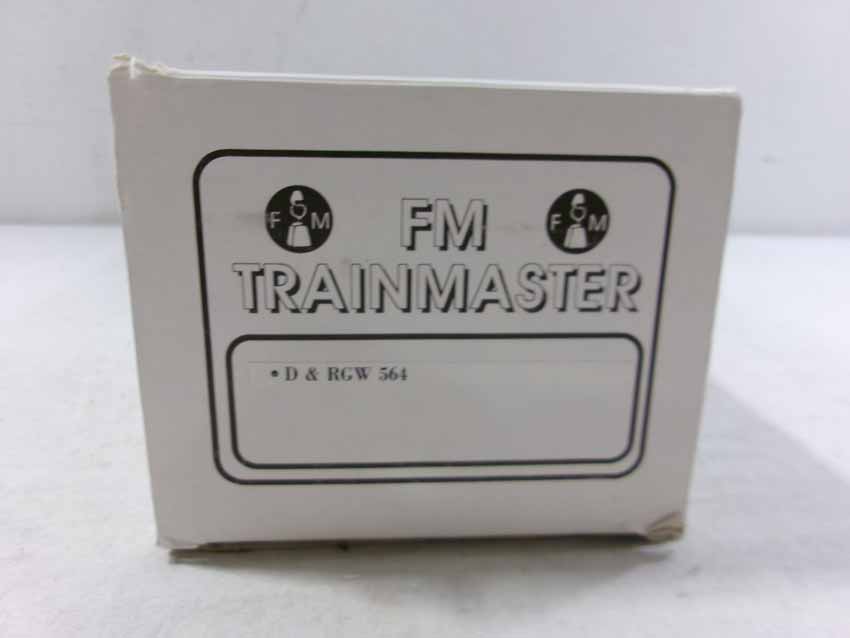 F M FM F M
TRAINMASTER
• D & RGW 564